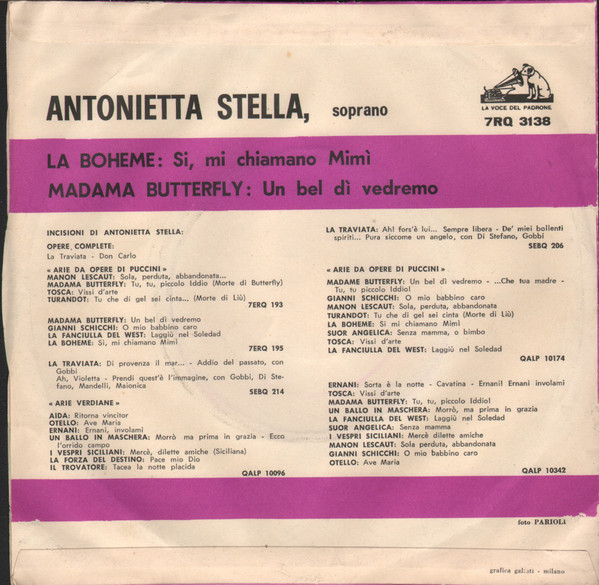 ANTONIETTA STELLA, soprano
LA VOCE DEL PADRONE
7RQ 3138
LA BOHEME: Si, mi chiamano Mimì
MADAMA BUTTERFLY: Un bel dì vedremo
INCISIONI DI ANTONIETTA STELLA:
OPERE COMPLETE:
La Traviata - Don Carlo
« ARIE DA OPERE DI PUCCINI »
MANON LESCAUT: Sola, perduta, abbandonata...
MADAMA BUTTERFLY: Tu, tu, piccolo Iddio (Morte di Butterfly)
TOSCA: Vissi d'arte
TURANDOT: Tu che di gel sei cinta... (Morte di Liù)
7ERQ 193
MADAMA BUTTERFLY: Un bel dì vedremo
GIANNI SCHICCHI: O mio babbino caro
LA FANCIULLA DEL WEST: Laggiù nel Soledad
LA BOHEME: Sì, mi chiamano Mimì
7ERQ 195
LA TRAVIATA: Di provenza il mar... - Addio del passato, con
Gobbi
Ah, Violetta - Prendi quest'è l'immagine, con Gobbi, Di Ste-
fano, Mandelli, Maionica
SEBQ 214
« ARIE VERDIANE »
AIDA: Ritorna vincitor
OTELLO: Ave Maria
ERNANI: Ernani, involami
UN BALLO IN MASCHERA: Morrò ma prima in grazia - Ecco
l'orrido campo
I VESPRI SICILIANI: Mercè, dilette amiche (Siciliana)
LA FORZA DEL DESTINO: Pace mio Dio
IL TROVATORE: Tacea la notte placida
QALP 10096
LA TRAVIATA: Ah! fors'è lui... Sempre libera - De' miei bollenti
spiriti... Pura siccome un angelo, con Di Stefano, Gobbi
SEBQ 206
« ARIE DA OPERE DI PUCCINI »
MADAME BUTTERFLY: Un bel dì vedremo - ...Che tua madre -
Tu, tu piccolo Iddio!
GIANNI SCHICCHI: O mio babbino caro
MANON LESCAUT: Sola perduta, abbandonata
TURANDOT: Tu che di gel sei cinta (Morte di Liù)
LA BOHEME: Sì mi chiamano Mimì
SUOR ANGELICA: Senza mamma, o bimbo
TOSCA: Vissi d'arte
LA FANCIULLA DEL WEST: Laggiù nel Soledad
QALP 10174
ERNANI: Sorta è la notte - Cavatina - Ernani! Ernani involami
TOSCA: Vissi d'arte
MADAMA BUTTERFLY: Tu, tu, piccolo Iddio!
UN BALLO IN MASCHERA: Morrò, ma prima in grazia
LA FANCIULLA DEL WEST: Laggiù nel Soledad
SUOR ANGELICA: Senza mamma
I VESPRI SICILIANI: Mercè dilette amiche
MANON LESCAUT: Sola perduta, abbandonata
GIANNI SCHICCHI: O mio babbino caro
OTELLO: Ave Maria
QALP 10342
foto PARIOLI
grafica galluti - milano